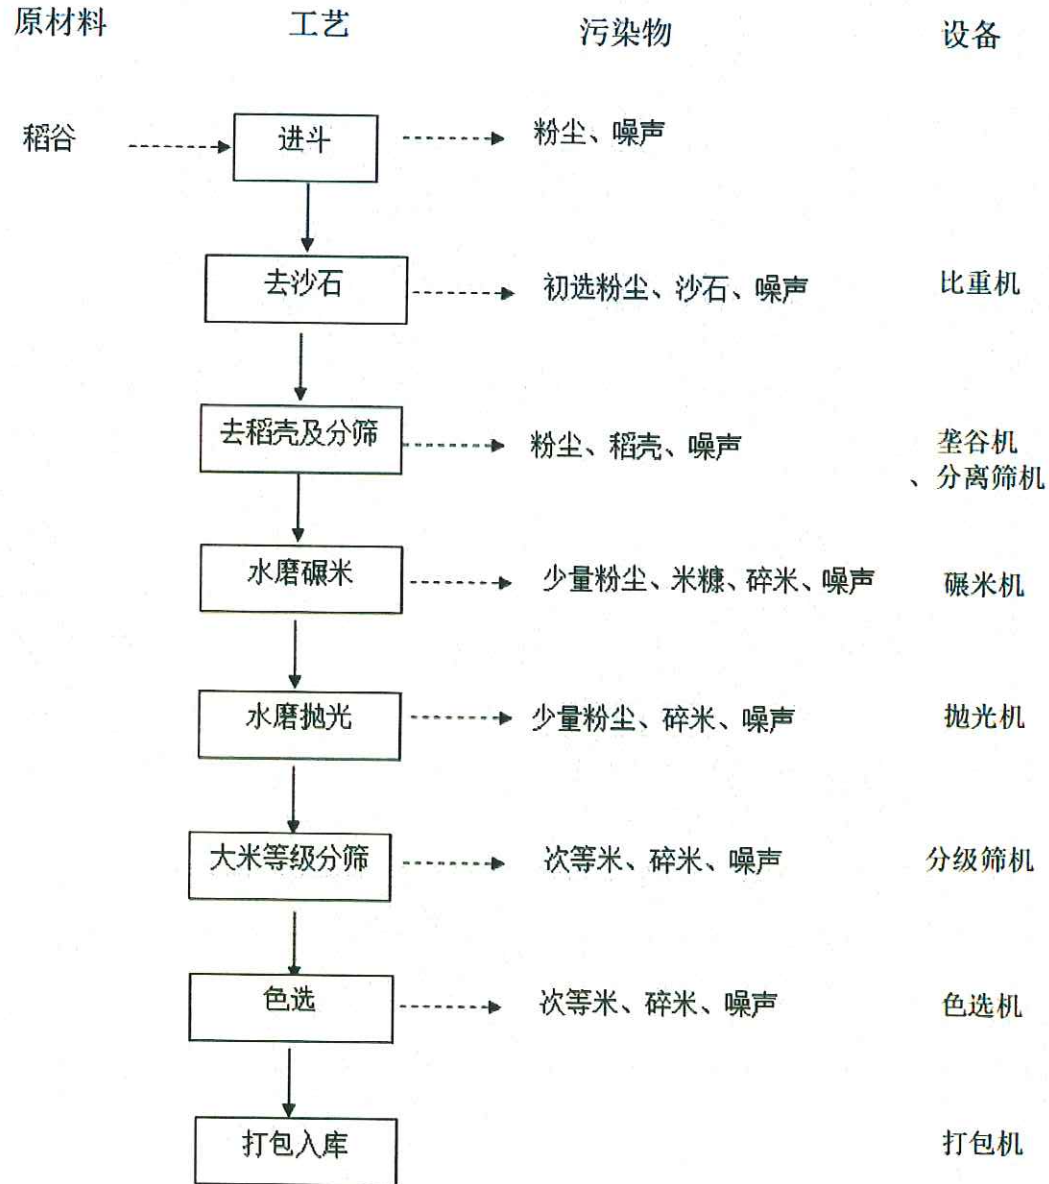 原材料 工艺 污染物 设备
稻谷 进斗 粉尘、噪声
去沙石 初选粉尘、沙石、噪声 比重机
去稻壳及分筛 粉尘、稻壳、噪声 垄谷机
、分离筛机
水磨碾米 少量粉尘、米糠、碎米、噪声 碾米机
水磨抛光 少量粉尘、碎米、噪声 抛光机
大米等级分筛 次等米、碎米、噪声 分级筛机
色选 次等米、碎米、噪声 色选机
打包入库 打包机